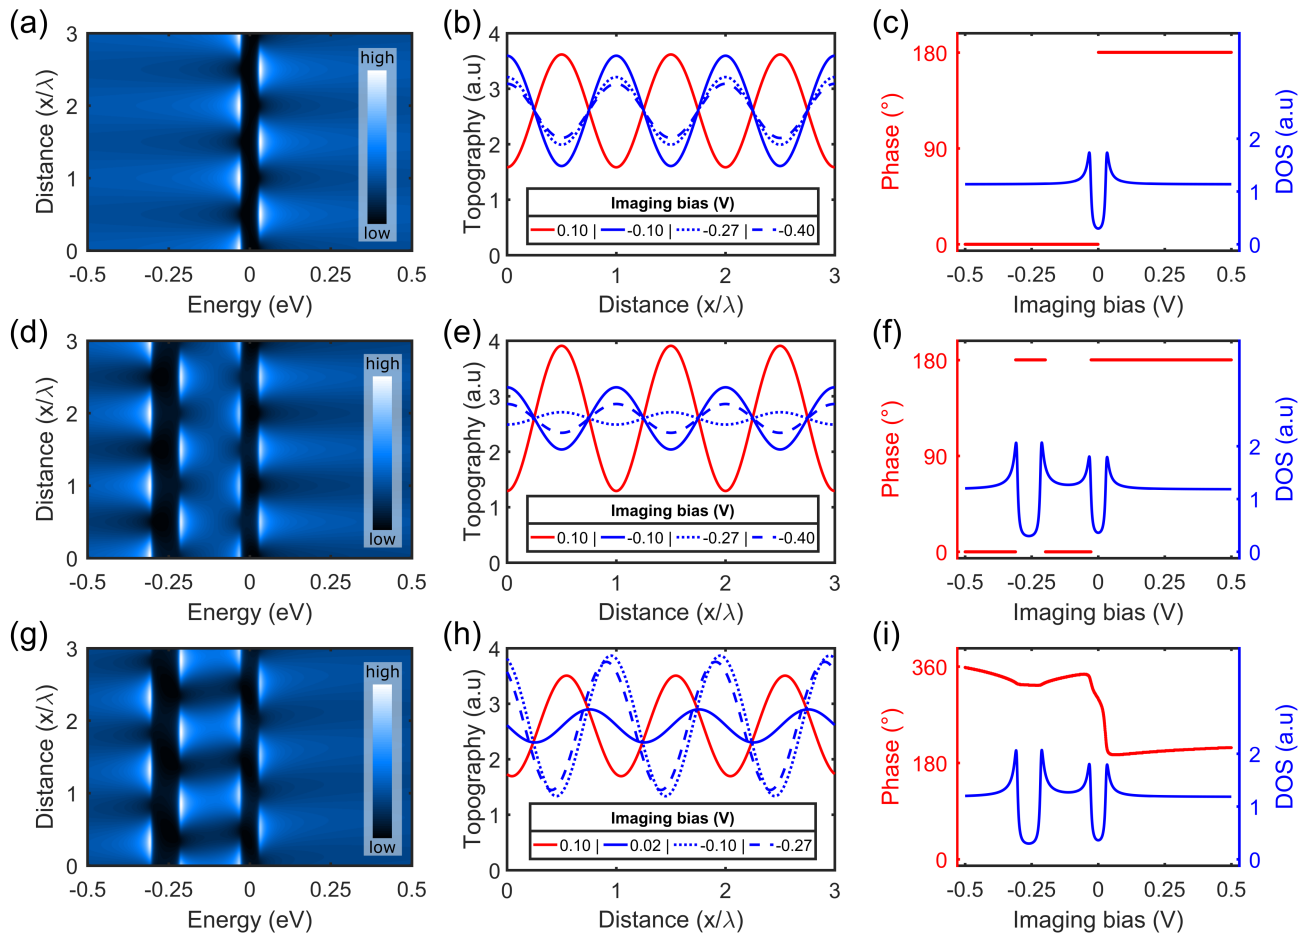 (a)
3
2
1
0
Distance (x/λ)
high
low
-0.5
-0.25
0
0.25
0.5
Energy (eV)
(b)
4
3
2
1
0
Topography (a.u)
Imaging bias (V)
0.10 | -0.10 | -0.27 | -0.40
0
1
2
3
Distance (x/λ)
(c)
180
90
0
Phase (°)
2
1
0
DOS (a.u)
-0.5
-0.25
0
0.25
0.5
Imaging bias (V)
(d)
3
2
1
0
Distance (x/λ)
high
low
-0.5
-0.25
0
0.25
0.5
Energy (eV)
(e)
4
3
2
1
0
Topography (a.u)
Imaging bias (V)
0.10 | -0.10 | -0.27 | -0.40
0
1
2
3
Distance (x/λ)
(f)
180
90
0
Phase (°)
2
1
0
DOS (a.u)
-0.5
-0.25
0
0.25
0.5
Imaging bias (V)
(g)
3
2
1
0
Distance (x/λ)
high
low
-0.5
-0.25
0
0.25
0.5
Energy (eV)
(h)
4
3
2
1
0
Topography (a.u)
Imaging bias (V)
0.10 | 0.02 | -0.10 | -0.27
0
1
2
3
Distance (x/λ)
(i)
360
180
0
Phase (°)
2
1
0
DOS (a.u)
-0.5
-0.25
0
0.25
0.5
Imaging bias (V)